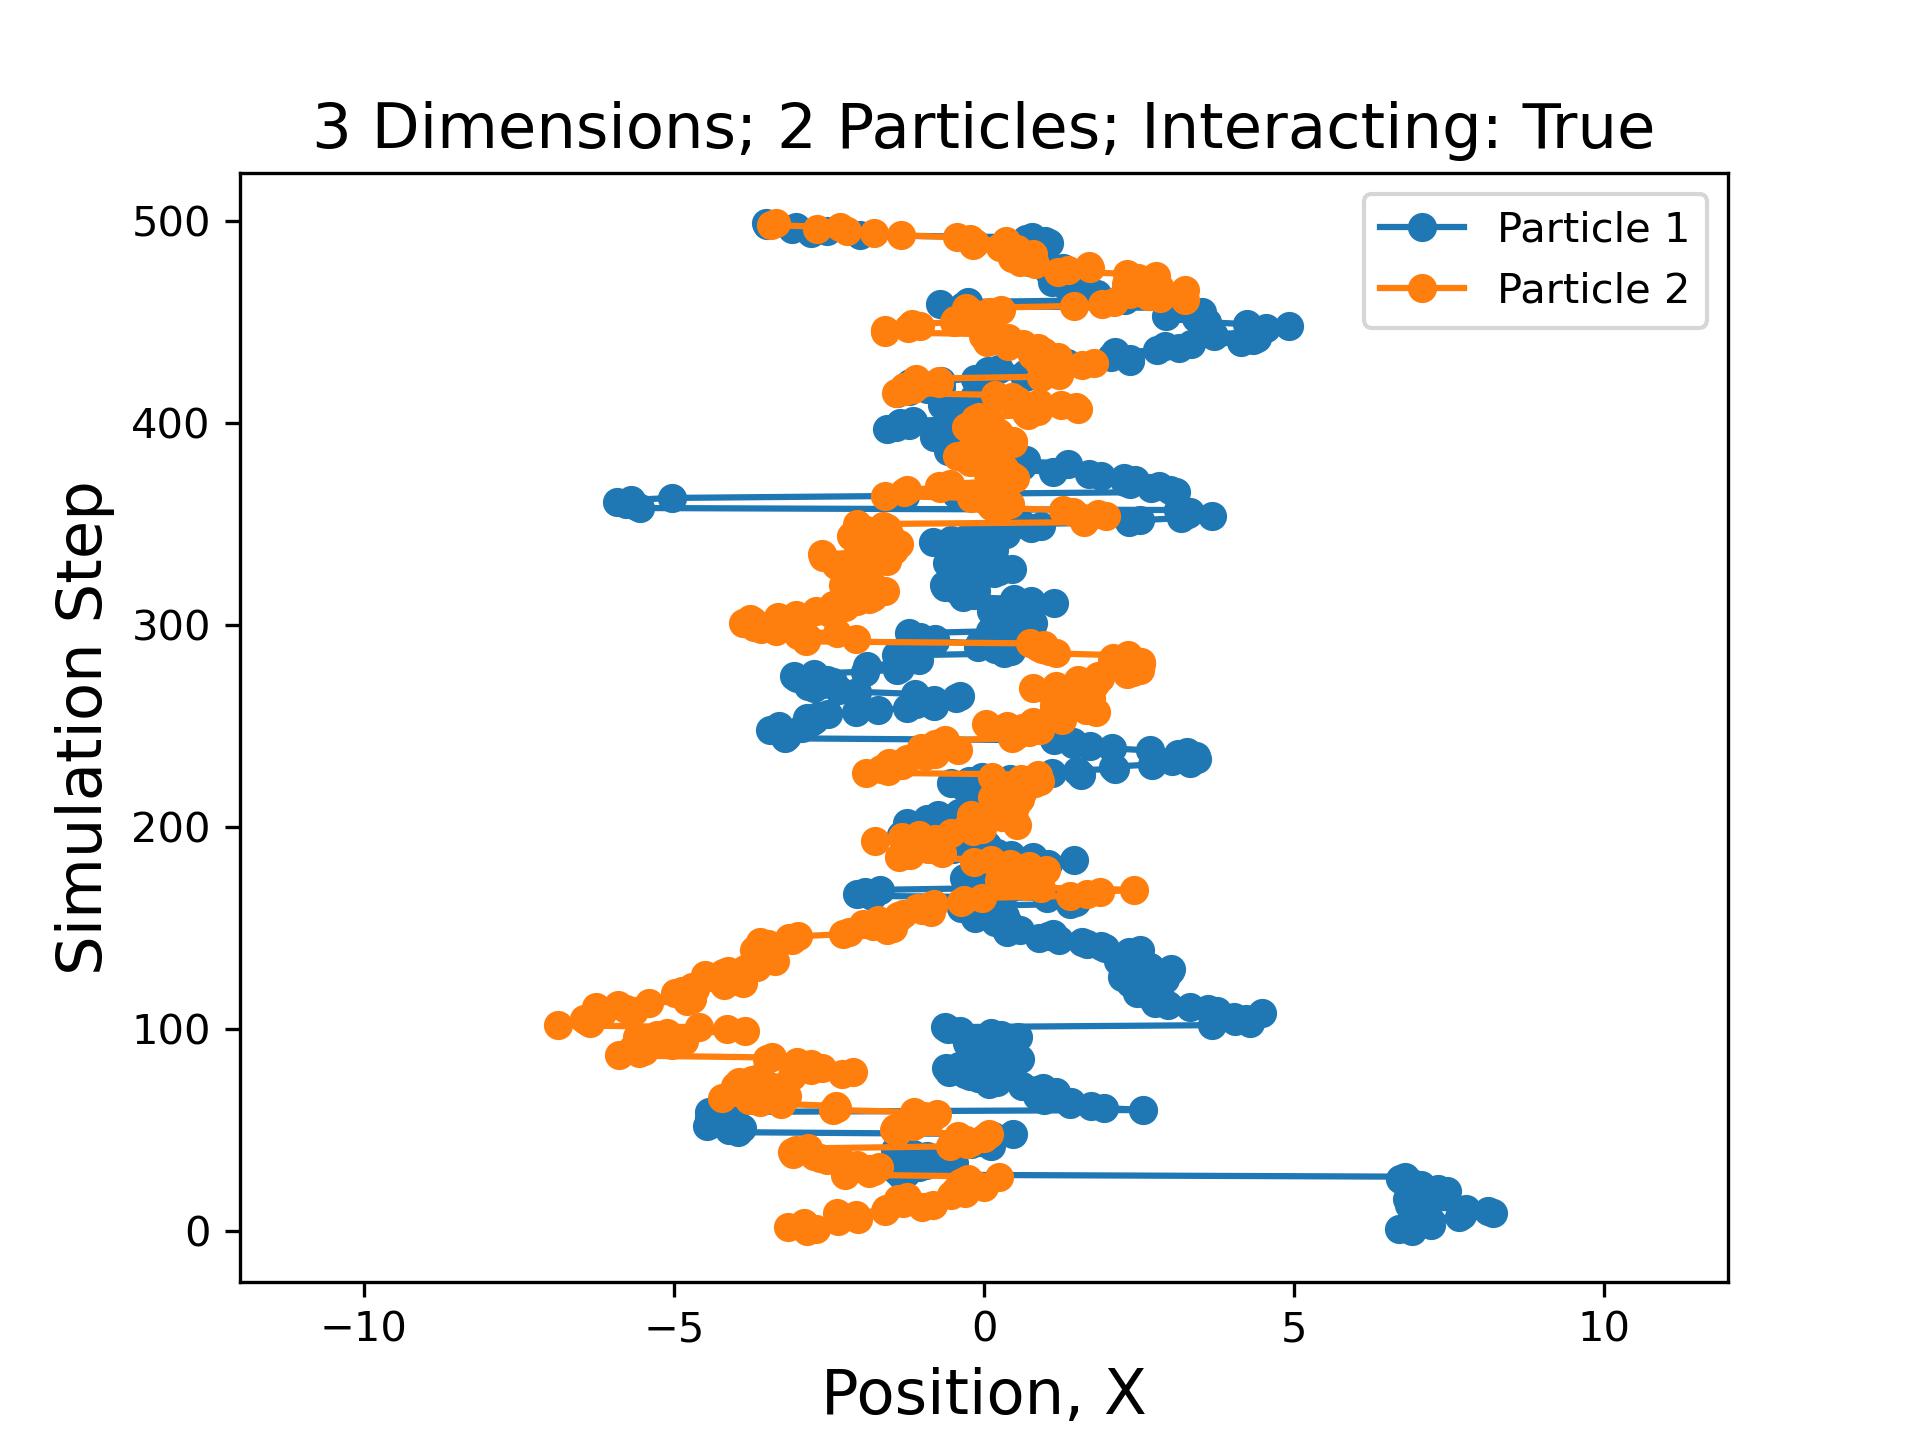 3 Dimensions; 2 Particles; Interacting: True
Particle 1
Particle 2
500
400
300
200
100
0
Simulation Step
−10
−5
0
5
10
Position, X